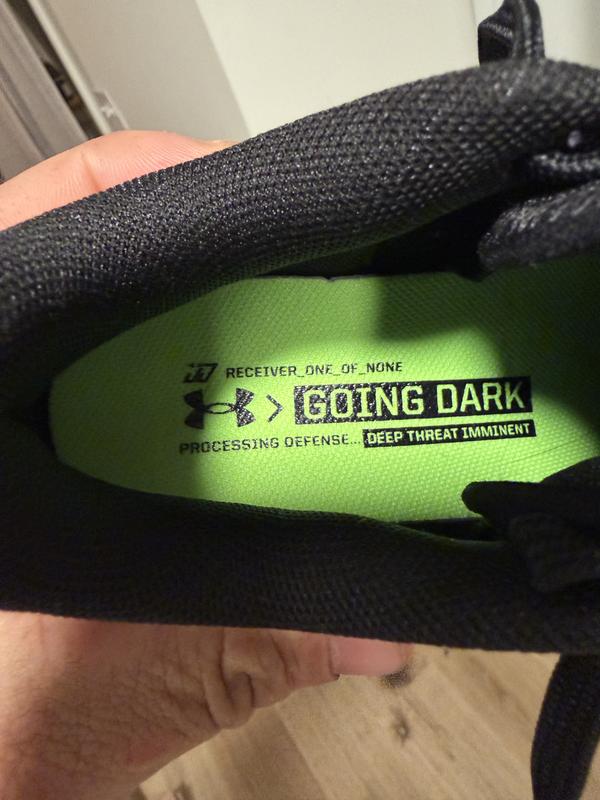 RECEIVER_ONE_OF_NONE
> GOING DARK
PROCESSING DEFENSE... DEEP THREAT IMMINENT